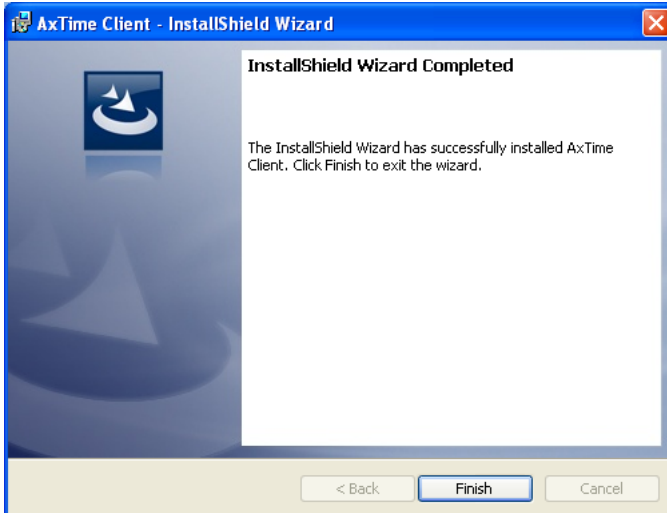 AxTime Client - InstallShield Wizard
InstallShield Wizard Completed
The InstallShield Wizard has successfully installed AxTime
Client. Click Finish to exit the wizard.
< Back
Finish
Cancel